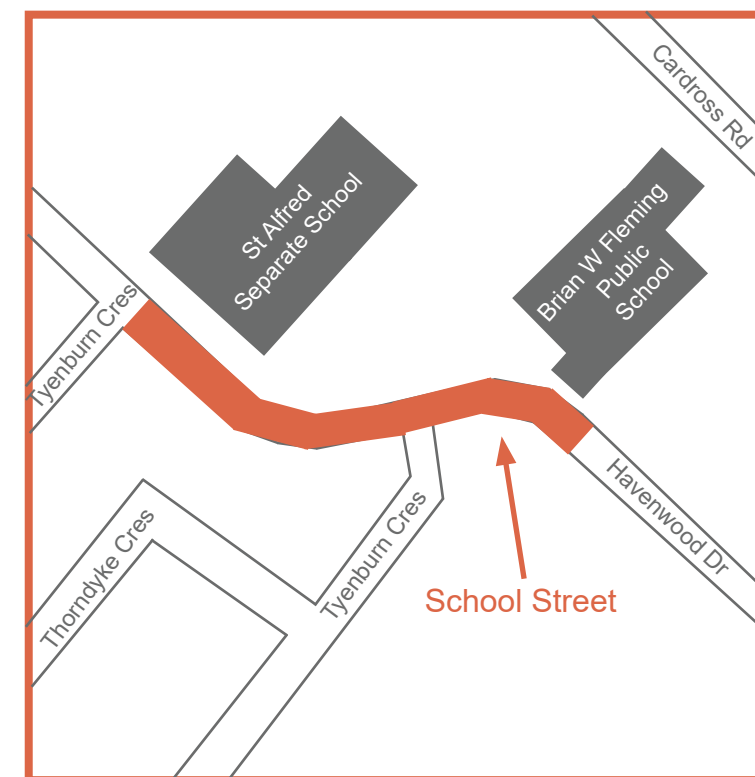 Cardross Rd
St Alfred
Separate School
Brian W Fleming
Public
School
Tyenburn Cres
Havenwood Dr
Thorndyke Cres
Tyenburn Cres
School Street